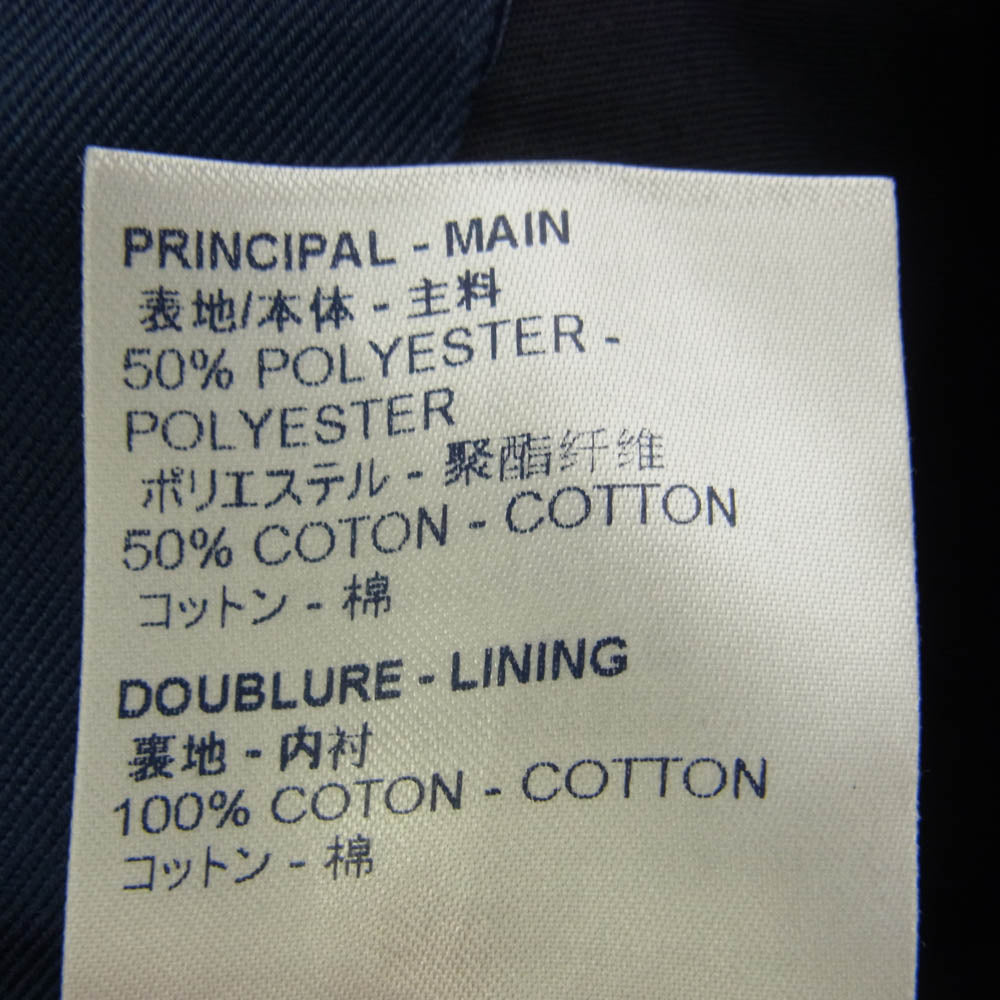 PRINCIPAL - MAIN
表地/本体 - 主料
50% POLYESTER -
POLYESTER
ポリエステル - 聚酯纤维
50% COTON - COTTON
コットン - 棉
DOUBLURE - LINING
裏地 - 内衬
100% COTON - COTTON
コットン - 棉